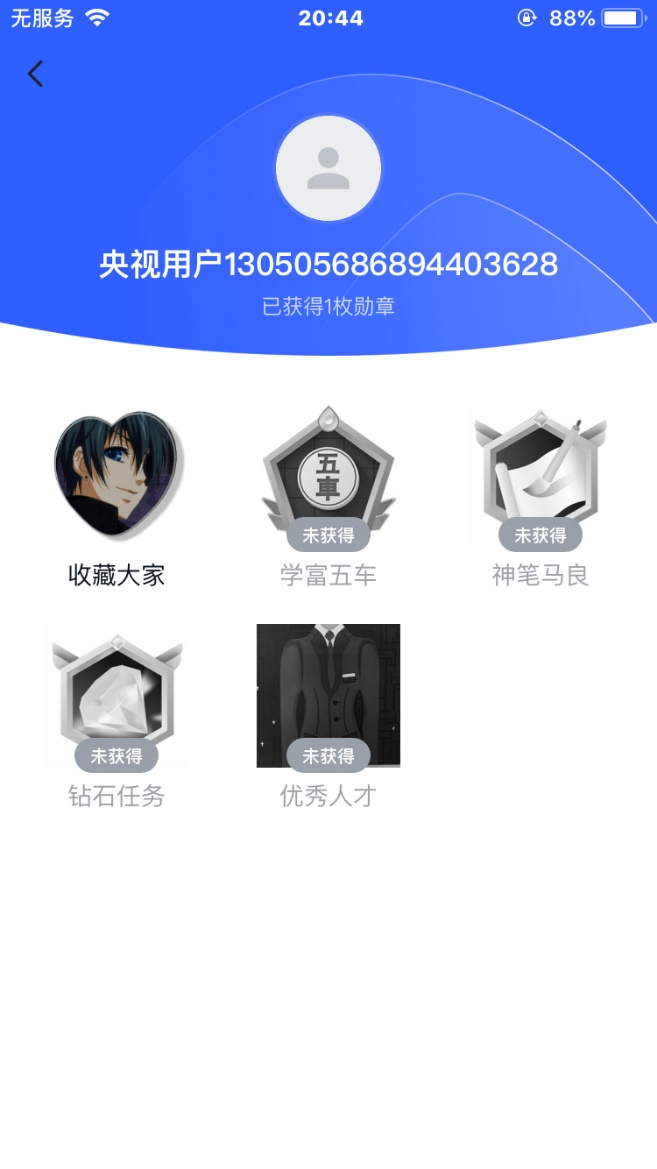 无服务 20:44 88%
央视用户130505686894403628
已获得1枚勋章
五
車
未获得 未获得
收藏大家 学富五车 神笔马良
未获得 未获得
钻石任务 优秀人才